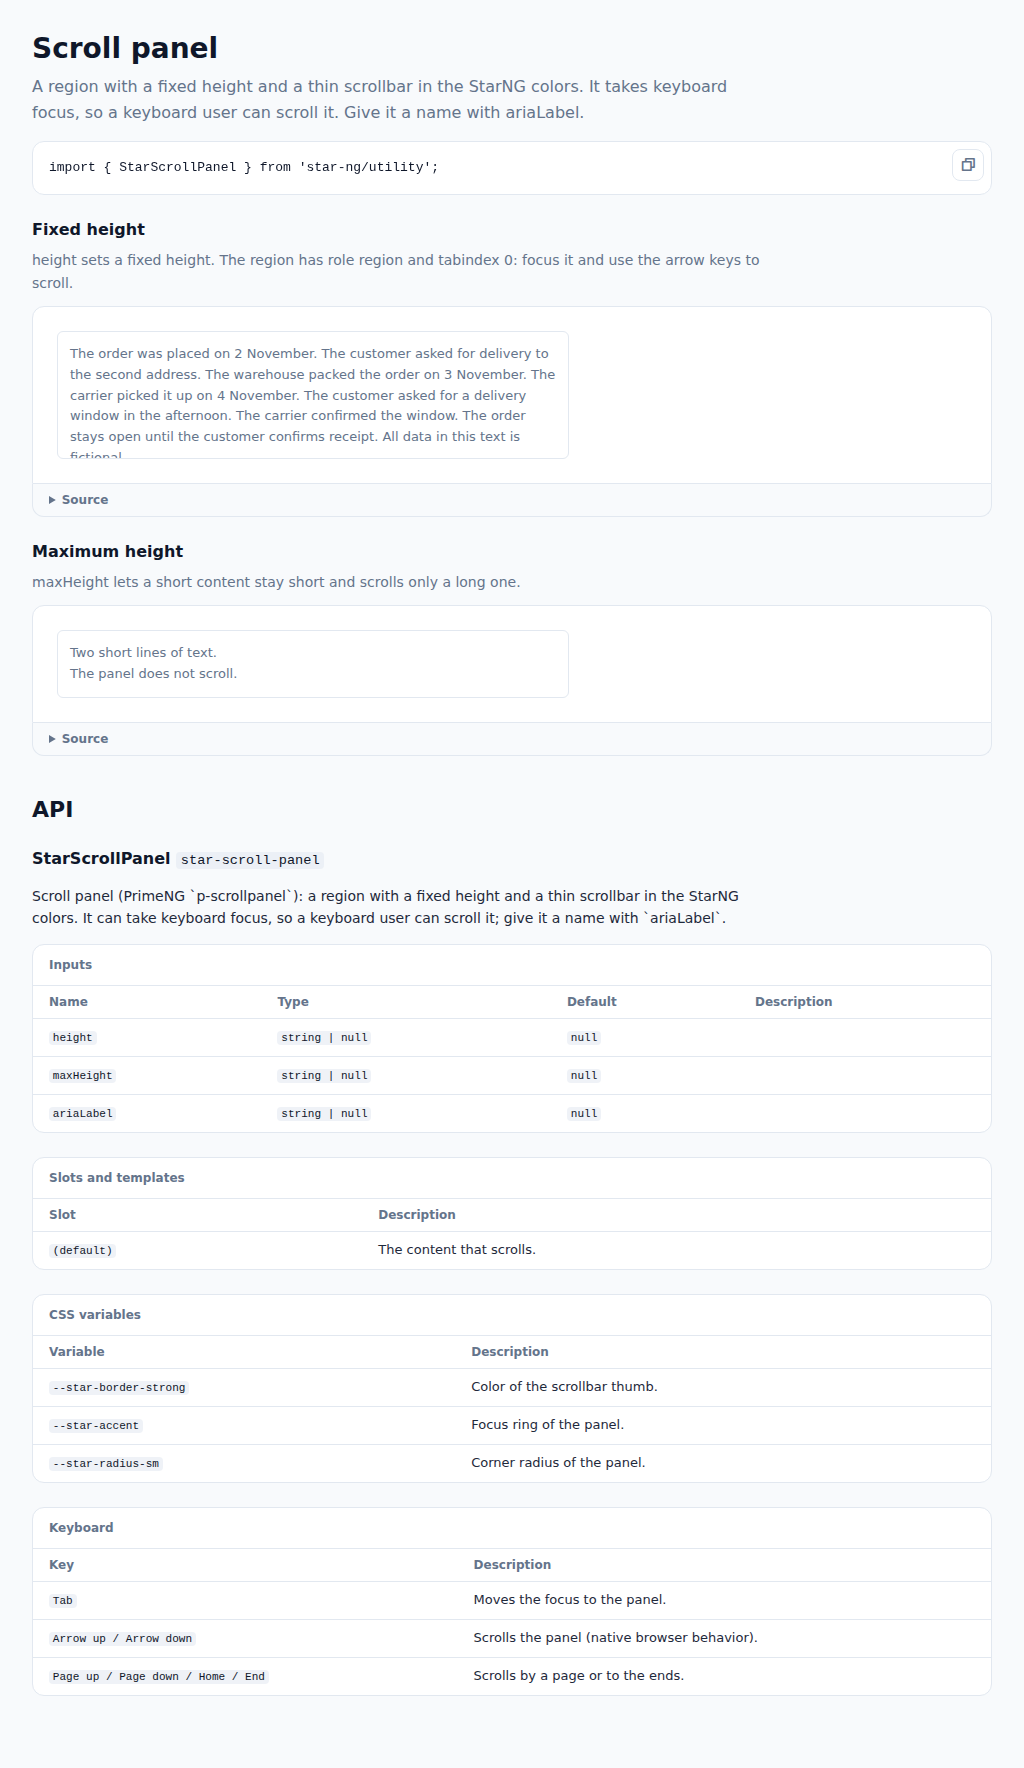 Scroll panel
A region with a fixed height and a thin scrollbar in the StarNG colors. It takes keyboard
focus, so a keyboard user can scroll it. Give it a name with ariaLabel.
import { StarScrollPanel } from 'star-ng/utility';
Fixed height
height sets a fixed height. The region has role region and tabindex 0: focus it and use the arrow keys to
scroll.
The order was placed on 2 November. The customer asked for delivery to
the second address. The warehouse packed the order on 3 November. The
carrier picked it up on 4 November. The customer asked for a delivery
window in the afternoon. The carrier confirmed the window. The order
stays open until the customer confirms receipt. All data in this text is
fictional.
Source
Maximum height
maxHeight lets a short content stay short and scrolls only a long one.
Two short lines of text.
The panel does not scroll.
Source
API
StarScrollPanel star-scroll-panel
Scroll panel (PrimeNG `p-scrollpanel`): a region with a fixed height and a thin scrollbar in the StarNG
colors. It can take keyboard focus, so a keyboard user can scroll it; give it a name with `ariaLabel`.
Inputs
Name Type Default Description
height string | null null
maxHeight string | null null
ariaLabel string | null null
Slots and templates
Slot Description
(default) The content that scrolls.
CSS variables
Variable Description
--star-border-strong Color of the scrollbar thumb.
--star-accent Focus ring of the panel.
--star-radius-sm Corner radius of the panel.
Keyboard
Key Description
Tab Moves the focus to the panel.
Arrow up / Arrow down Scrolls the panel (native browser behavior).
Page up / Page down / Home / End Scrolls by a page or to the ends.